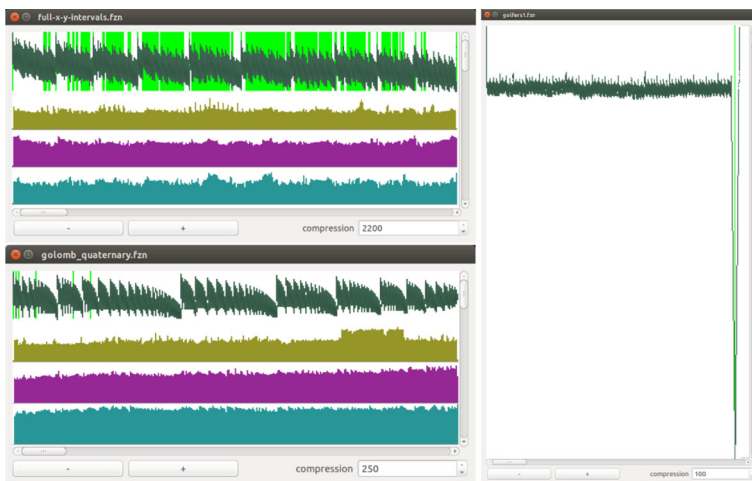 full-x-y-intervals.fzn
- + compression 2200
golomb_quaternary.fzn
- + compression 250
golfers1.fzn
- + compression 100